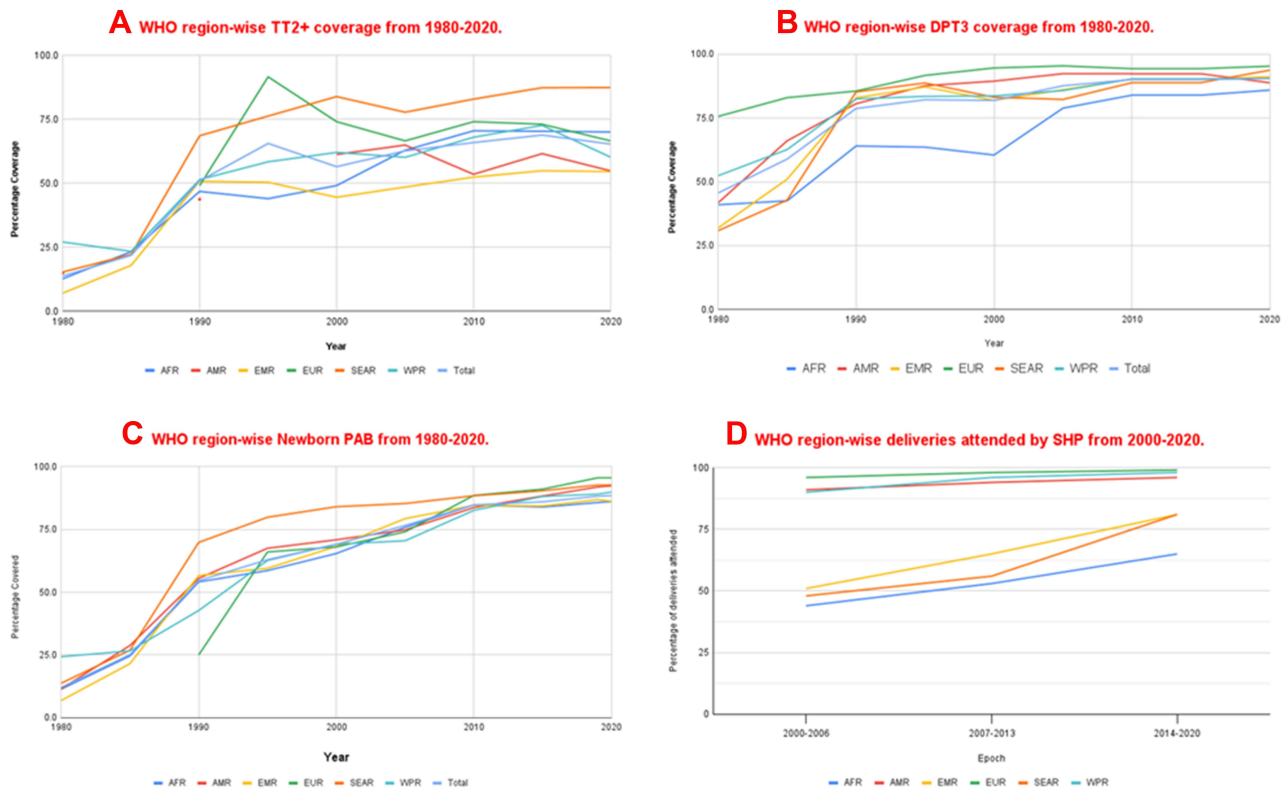 A WHO region-wise TT2+ coverage from 1980-2020.
100.0
75.0
50.0
25.0
0.0
Percentage Coverage
1980 1990 2000 2010 2020
Year
AFR AMR EMR EUR SEAR WPR Total
B WHO region-wise DPT3 coverage from 1980-2020.
100.0
75.0
50.0
25.0
0.0
Percentage Coverage
1980 1990 2000 2010 2020
Year
AFR AMR EMR EUR SEAR WPR Total
C WHO region-wise Newborn PAB from 1980-2020.
100.0
75.0
50.0
25.0
0.0
Percentage Covered
1980 1990 2000 2010 2020
Year
AFR AMR EMR EUR SEAR WPR Total
D WHO region-wise deliveries attended by SHP from 2000-2020.
100
75
50
25
0
Percentage of deliveries attended
2000-2006 2007-2013 2014-2020
Epoch
AFR AMR EMR EUR SEAR WPR